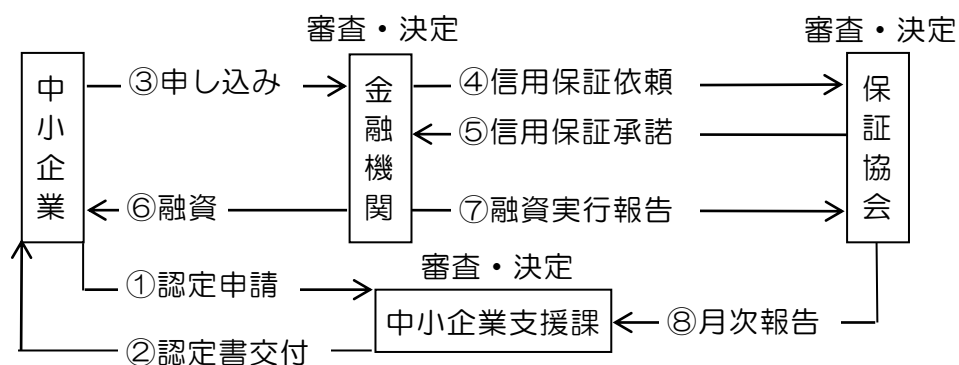 審査・決定
審査・決定
中小企業
③申し込み
金融機関
④信用保証依頼
保証協会
⑤信用保証承諾
⑥融資
⑦融資実行報告
審査・決定
①認定申請
中小企業支援課
⑧月次報告
②認定書交付